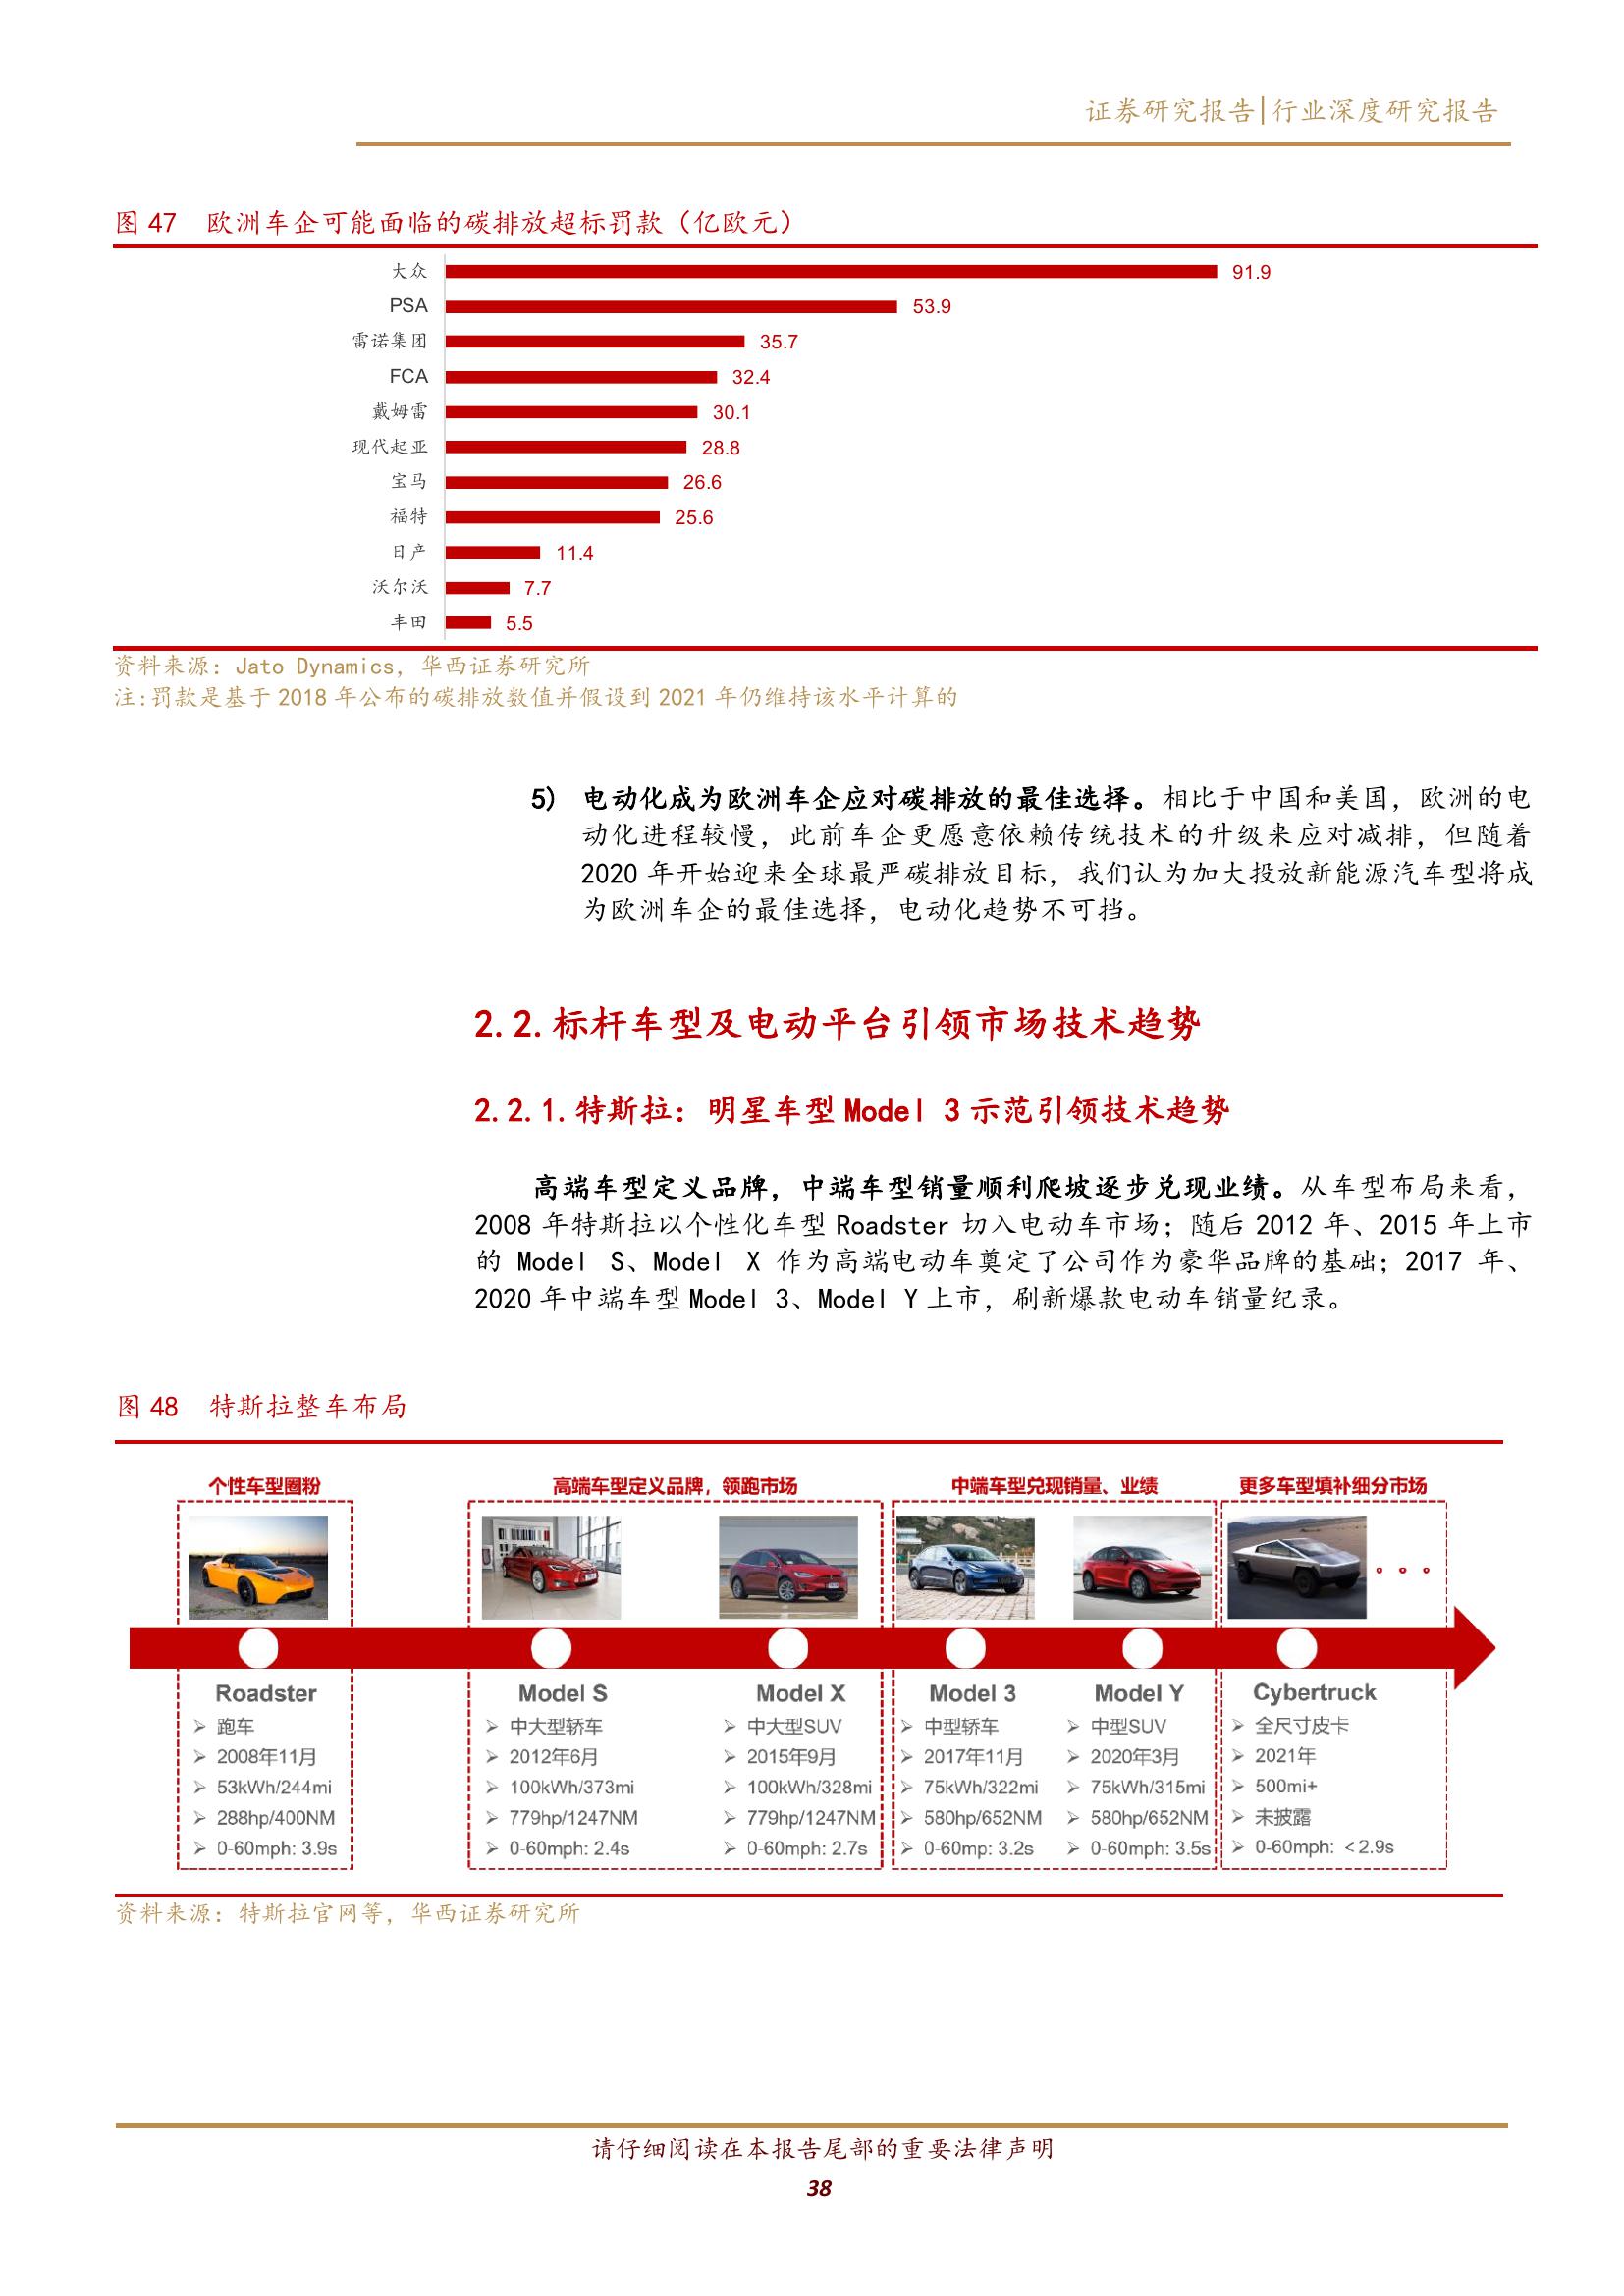 证券研究报告|行业深度研究报告
图 47 欧洲车企可能面临的碳排放超标罚款（亿欧元）
大众 91.9
PSA 53.9
雷诺集团 35.7
FCA 32.4
戴姆雷 30.1
现代起亚 28.8
宝马 26.6
福特 25.6
日产 11.4
沃尔沃 7.7
丰田 5.5
资料来源：Jato Dynamics，华西证券研究所
注:罚款是基于 2018 年公布的碳排放数值并假设到 2021 年仍维持该水平计算的
5) 电动化成为欧洲车企应对碳排放的最佳选择。相比于中国和美国，欧洲的电
动化进程较慢，此前车企更愿意依赖传统技术的升级来应对减排，但随着
2020 年开始迎来全球最严碳排放目标，我们认为加大投放新能源汽车型将成
为欧洲车企的最佳选择，电动化趋势不可挡。
2.2.标杆车型及电动平台引领市场技术趋势
2.2.1.特斯拉：明星车型 Model 3 示范引领技术趋势
高端车型定义品牌，中端车型销量顺利爬坡逐步兑现业绩。从车型布局来看，
2008 年特斯拉以个性化车型 Roadster 切入电动车市场；随后 2012 年、2015 年上市
的 Model S、Model X 作为高端电动车奠定了公司作为豪华品牌的基础；2017 年、
2020 年中端车型 Model 3、Model Y 上市，刷新爆款电动车销量纪录。
图 48 特斯拉整车布局
个性车型圈粉
高端车型定义品牌，领跑市场
中端车型兑现销量、业绩
更多车型填补细分市场
Roadster
➢ 跑车
➢ 2008年11月
➢ 53kWh/244mi
➢ 288hp/400NM
➢ 0-60mph: 3.9s
Model S
➢ 中大型轿车
➢ 2012年6月
➢ 100kWh/373mi
➢ 779hp/1247NM
➢ 0-60mph: 2.4s
Model X
➢ 中大型SUV
➢ 2015年9月
➢ 100kWh/328mi
➢ 779hp/1247NM
➢ 0-60mph: 2.7s
Model 3
➢ 中型轿车
➢ 2017年11月
➢ 75kWh/322mi
➢ 580hp/652NM
➢ 0-60mp: 3.2s
Model Y
➢ 中型SUV
➢ 2020年3月
➢ 75kWh/315mi
➢ 580hp/652NM
➢ 0-60mph: 3.5s
Cybertruck
➢ 全尺寸皮卡
➢ 2021年
➢ 500mi+
➢ 未披露
➢ 0-60mph: ＜2.9s
资料来源：特斯拉官网等，华西证券研究所
请仔细阅读在本报告尾部的重要法律声明
38